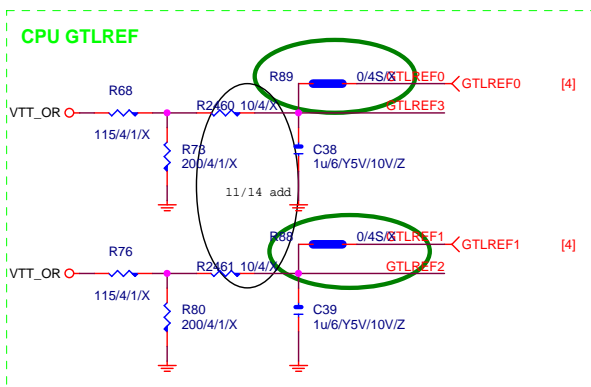 CPU GTLREF
R89
0/4S/X
GTLREF0
GTLREF0
[4]
R68
R2460
10/4/X
GTLREF3
VTT_OR
115/4/1/X
R73
200/4/1/X
C38
1u/6/Y5V/10V/Z
11/14 add
R88
0/4S/X
GTLREF1
GTLREF1
[4]
R76
R2461
10/4/X
GTLREF2
VTT_OR
115/4/1/X
R80
200/4/1/X
C39
1u/6/Y5V/10V/Z